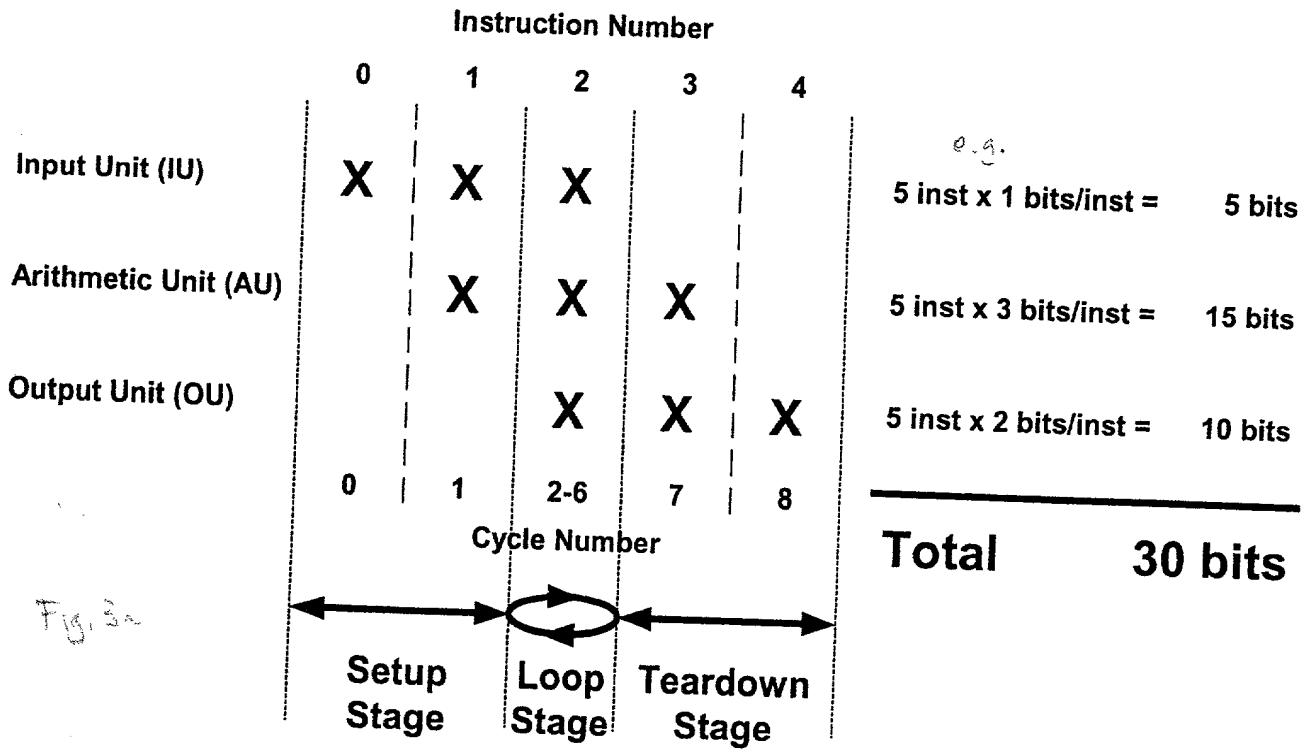 Instruction Number
0 1 2 3 4
e.g.
Input Unit (IU) X X X 5 inst x 1 bits/inst = 5 bits
Arithmetic Unit (AU) X X X 5 inst x 3 bits/inst = 15 bits
Output Unit (OU) X X X 5 inst x 2 bits/inst = 10 bits
0 1 2-6 7 8
Cycle Number
Total 30 bits
Fig. 3a
Setup Stage
Loop Stage
Teardown Stage